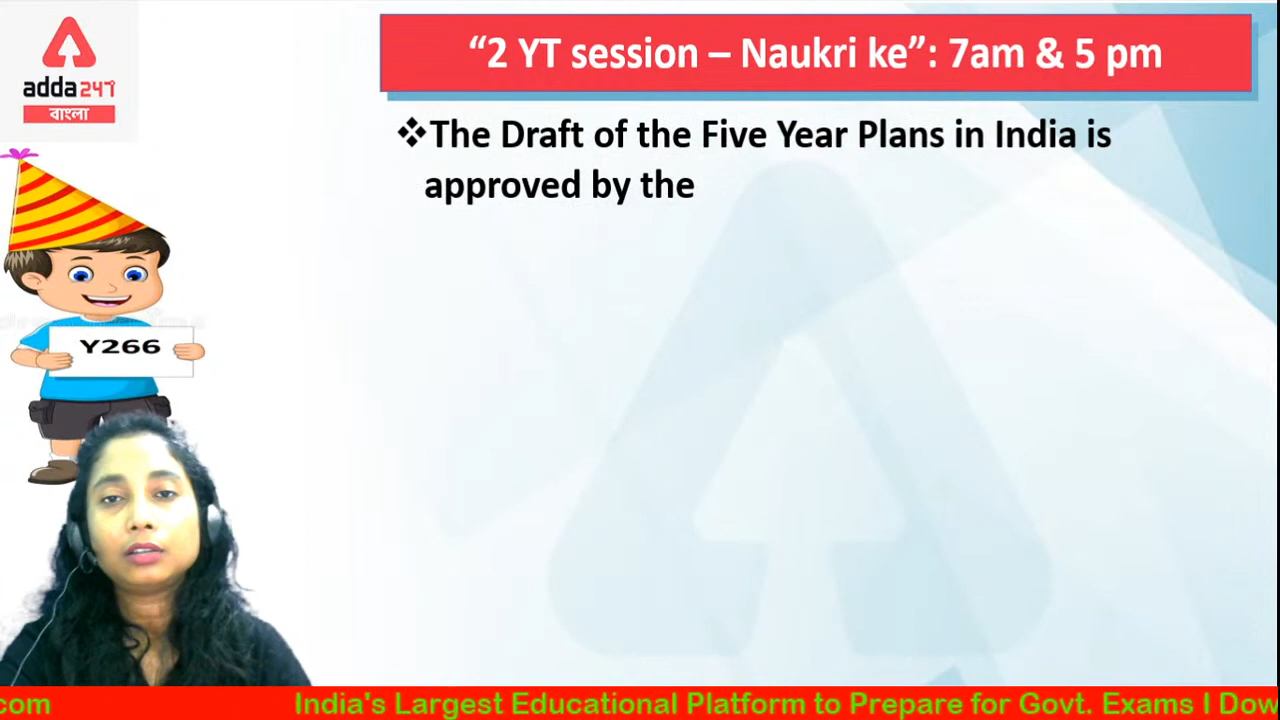 adda247
বাংলা
“2 YT session – Naukri ke”: 7am & 5 pm
❖The Draft of the Five Year Plans in India is
approved by the
Y266
com India's Largest Educational Platform to Prepare for Govt. Exams I Dow